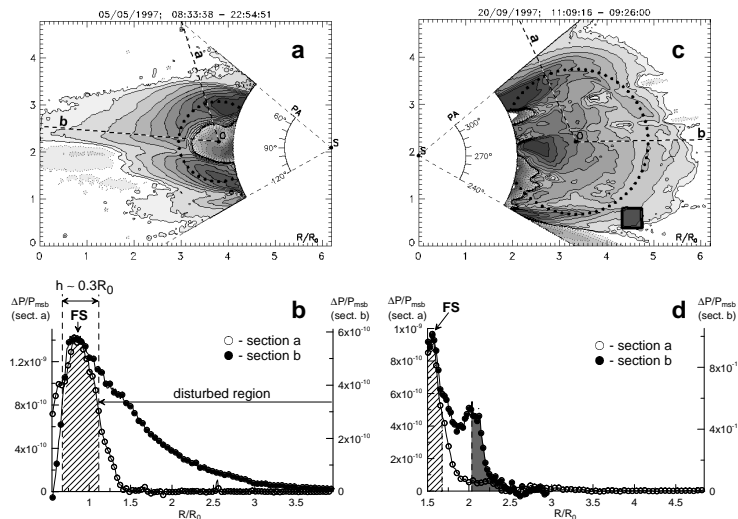 05/05/1997; 08:33:38 - 22:54:51
a
a
b
O
PA
60°
90°
120°
S
4
3
2
1
0
R/R₀
0 1 2 3 4 5 6
20/09/1997; 11:09:16 - 09:26:00
c
a
b
O
PA
300°
270°
240°
S
4
3
2
1
0
R/R₀
0 1 2 3 4 5 6
h ~ 0.3R₀
b
FS
ΔP/Pmsb
(sect. a)
ΔP/Pmsb
(sect. b)
○ - section a
● - section b
disturbed region
1.2x10⁻⁹
8x10⁻¹⁰
4x10⁻¹⁰
0
6x10⁻¹⁰
4x10⁻¹⁰
2x10⁻¹⁰
0
1 1.5 2 2.5 3 3.5
R/R₀
d
FS
ΔP/Pmsb
(sect. a)
ΔP/Pmsb
(sect. b)
○ - section a
● - section b
1x10⁻⁹
8x10⁻¹⁰
6x10⁻¹⁰
4x10⁻¹⁰
2x10⁻¹⁰
0
0
1.5 2 2.5 3 3.5 4 4.5
R/R₀